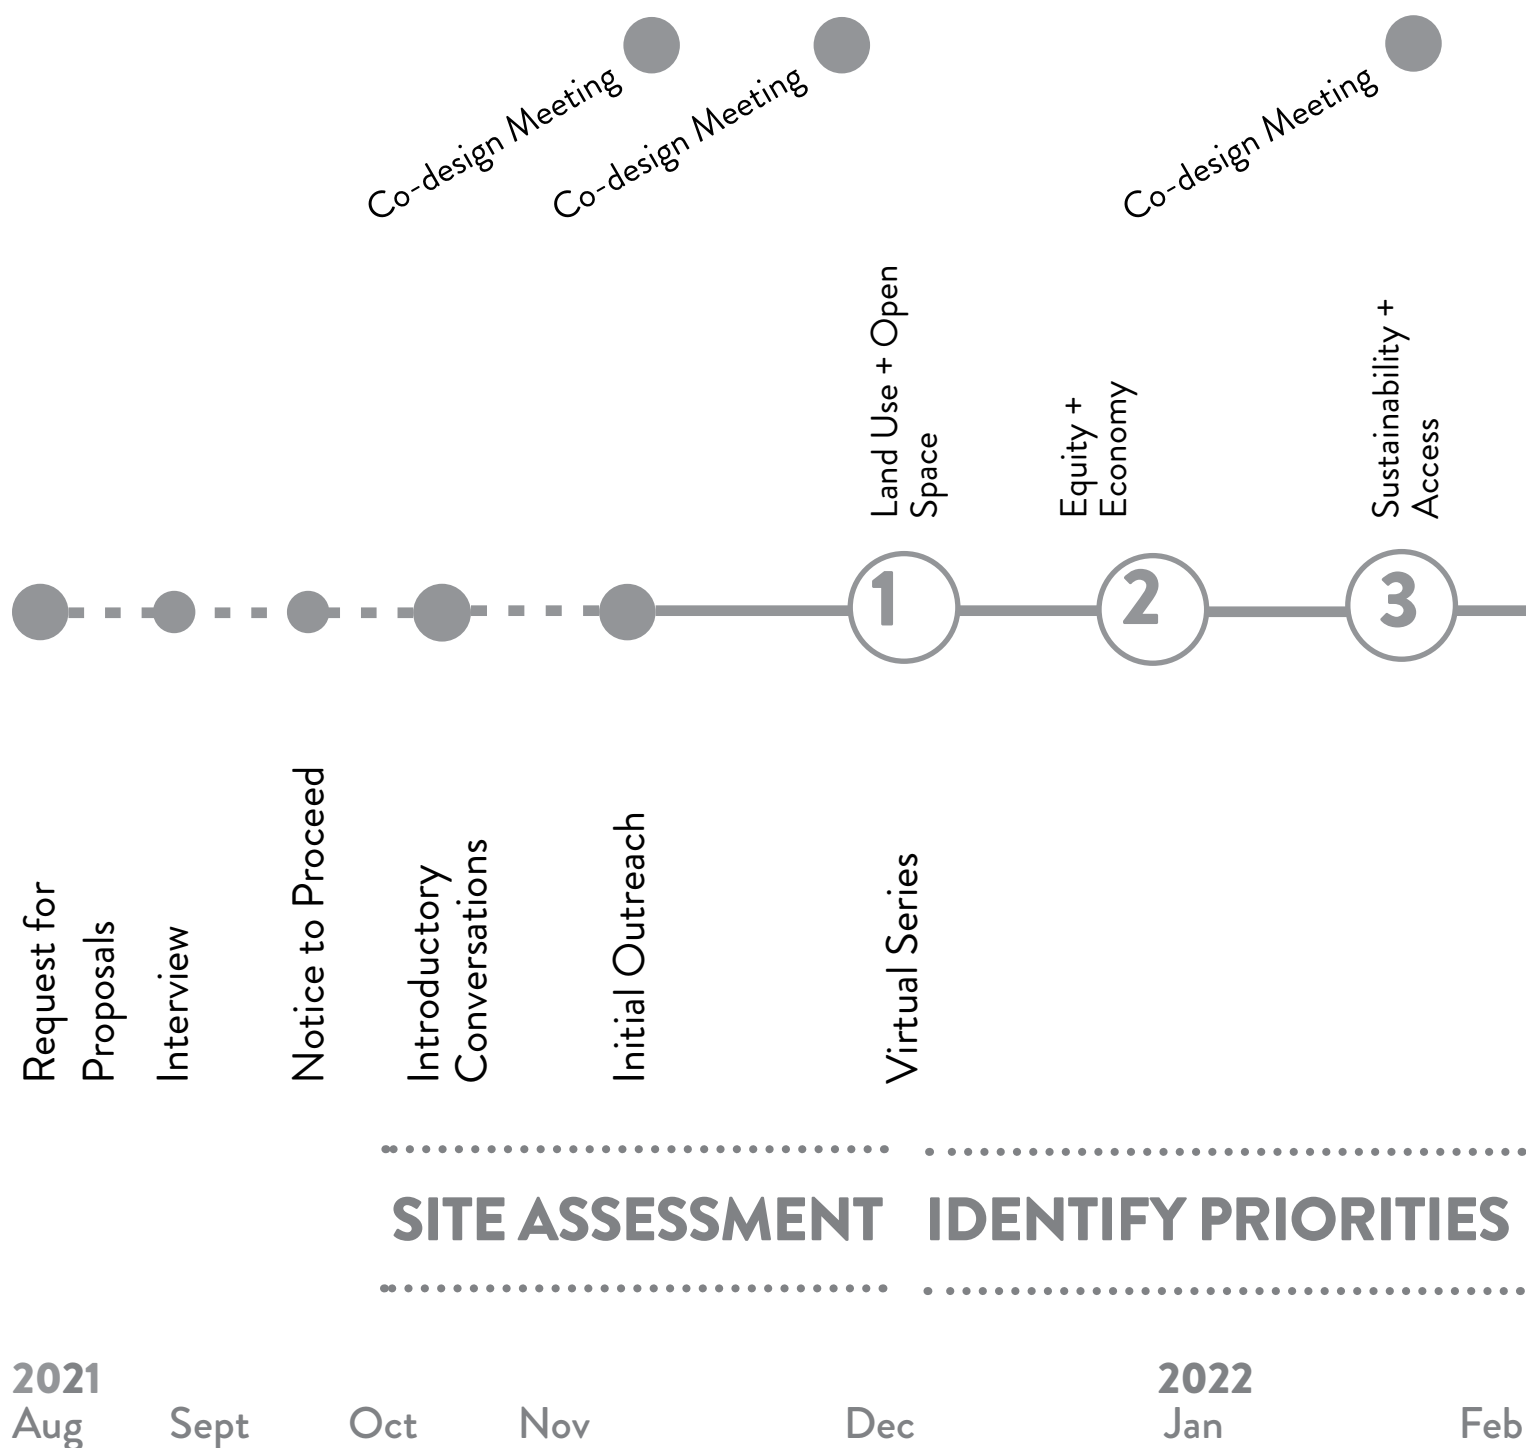 Co-design Meeting
Co-design Meeting
Co-design Meeting
Land Use + Open
Space
Equity +
Economy
Sustainability +
Access
1
2
3
Request for
Proposals
Interview
Notice to Proceed
Introductory
Conversations
Initial Outreach
Virtual Series
SITE ASSESSMENT
IDENTIFY PRIORITIES
2021
2022
Aug
Sept
Oct
Nov
Dec
Jan
Feb